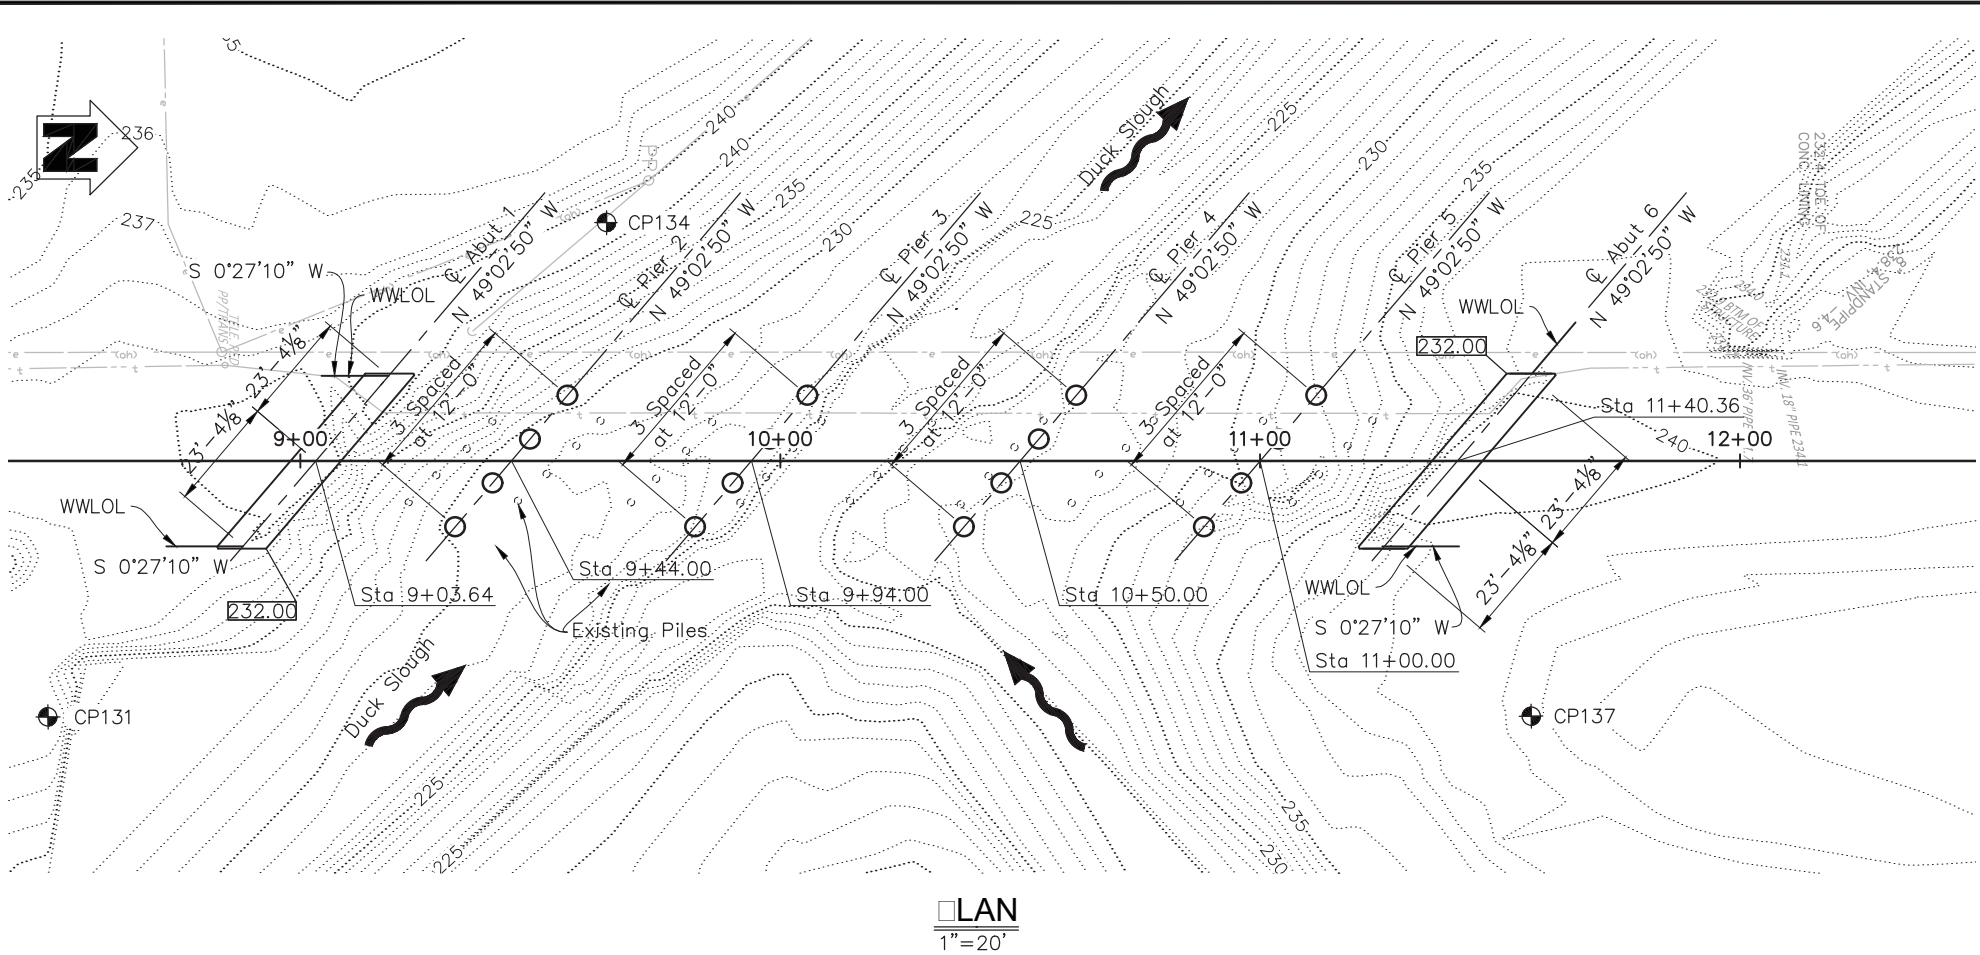 235
N
236
235
237
240
240
235
230
225
225
230
235
Duck Slough
CP134
℄ Abut 1
N 49°02'50" W
℄ Pier 2
N 49°02'50" W
℄ Pier 3
N 49°02'50" W
℄ Pier 4
N 49°02'50" W
℄ Pier 5
N 49°02'50" W
℄ Abut 6
N 49°02'50" W
S 0°27'10" W
WWLOL
WWLOL
232.00
23'-4⅛"
23'-4⅛"
3 Spaced
at 12'-0"
3 Spaced
at 12'-0"
3 Spaced
at 12'-0"
3 Spaced
at 12'-0"
Sta 11+40.36
9+00
10+00
11+00
240
12+00
WWLOL
S 0°27'10" W
232.00
Sta 9+03.64
Sta 9+44.00
Sta 9+94.00
Sta 10+50.00
Existing Piles
WWLOL
S 0°27'10" W
Sta 11+00.00
23'-4⅛"
23'-4⅛"
CP131
Duck Slough
CP137
225
225
230
235
LAN
1"=20'